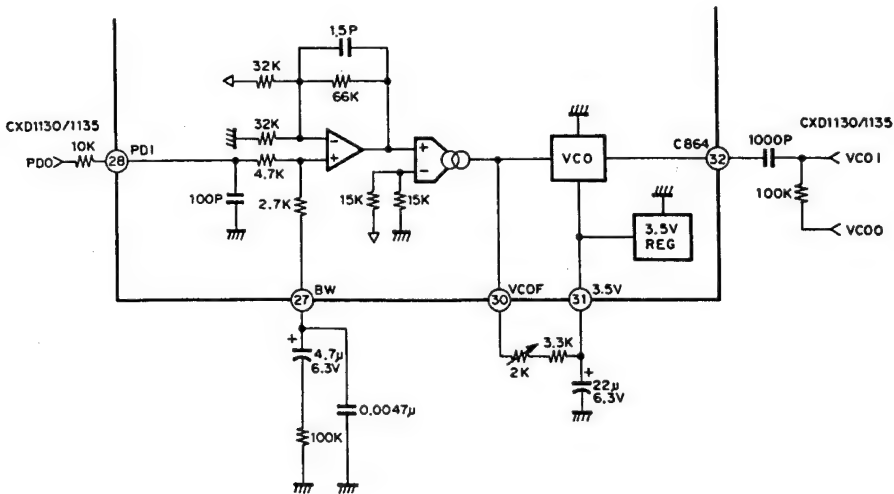 1.5P
32K
66K
CXD1130/1135
10K
PDO
28
PDI
32K
4.7K
100P
2.7K
15K
15K
VCO
C864
32
1000P
CXD1130/1135
VCOI
100K
VCOO
3.5V
REG
BW
27
VCOF
30
3.5V
31
4.7μ
6.3V
0.0047μ
100K
2K
3.3K
22μ
6.3V